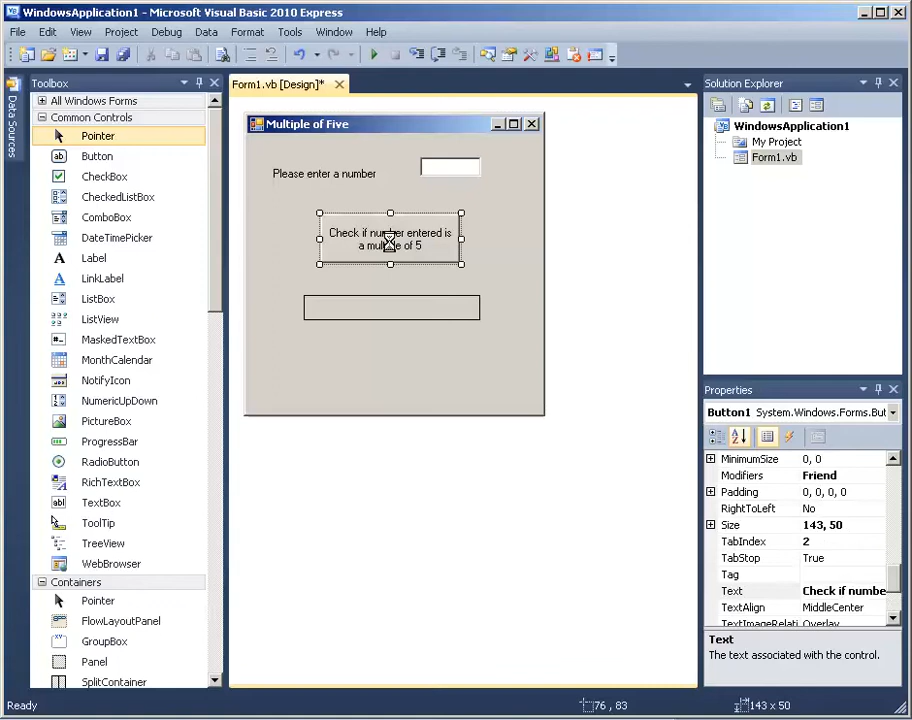 WindowsApplication1 - Microsoft Visual Basic 2010 Express
File Edit View Project Debug Data Format Tools Window Help
Data Sources
Toolbox
All Windows Forms
Common Controls
Pointer
Button
CheckBox
CheckedListBox
ComboBox
DateTimePicker
Label
LinkLabel
ListBox
ListView
MaskedTextBox
MonthCalendar
NotifyIcon
NumericUpDown
PictureBox
ProgressBar
RadioButton
RichTextBox
TextBox
ToolTip
TreeView
WebBrowser
Containers
Pointer
FlowLayoutPanel
GroupBox
Panel
SplitContainer
Form1.vb [Design]*
Multiple of Five
Please enter a number
Check if number entered is
a multiple of 5
Solution Explorer
WindowsApplication1
My Project
Form1.vb
Properties
Button1 System.Windows.Forms.But
MinimumSize 0, 0
Modifiers Friend
Padding 0, 0, 0, 0
RightToLeft No
Size 143, 50
TabIndex 2
TabStop True
Tag
Text Check if numbe
TextAlign MiddleCenter
TextImageRelati Overlay
Text
The text associated with the control.
Ready
76 , 83
143 x 50